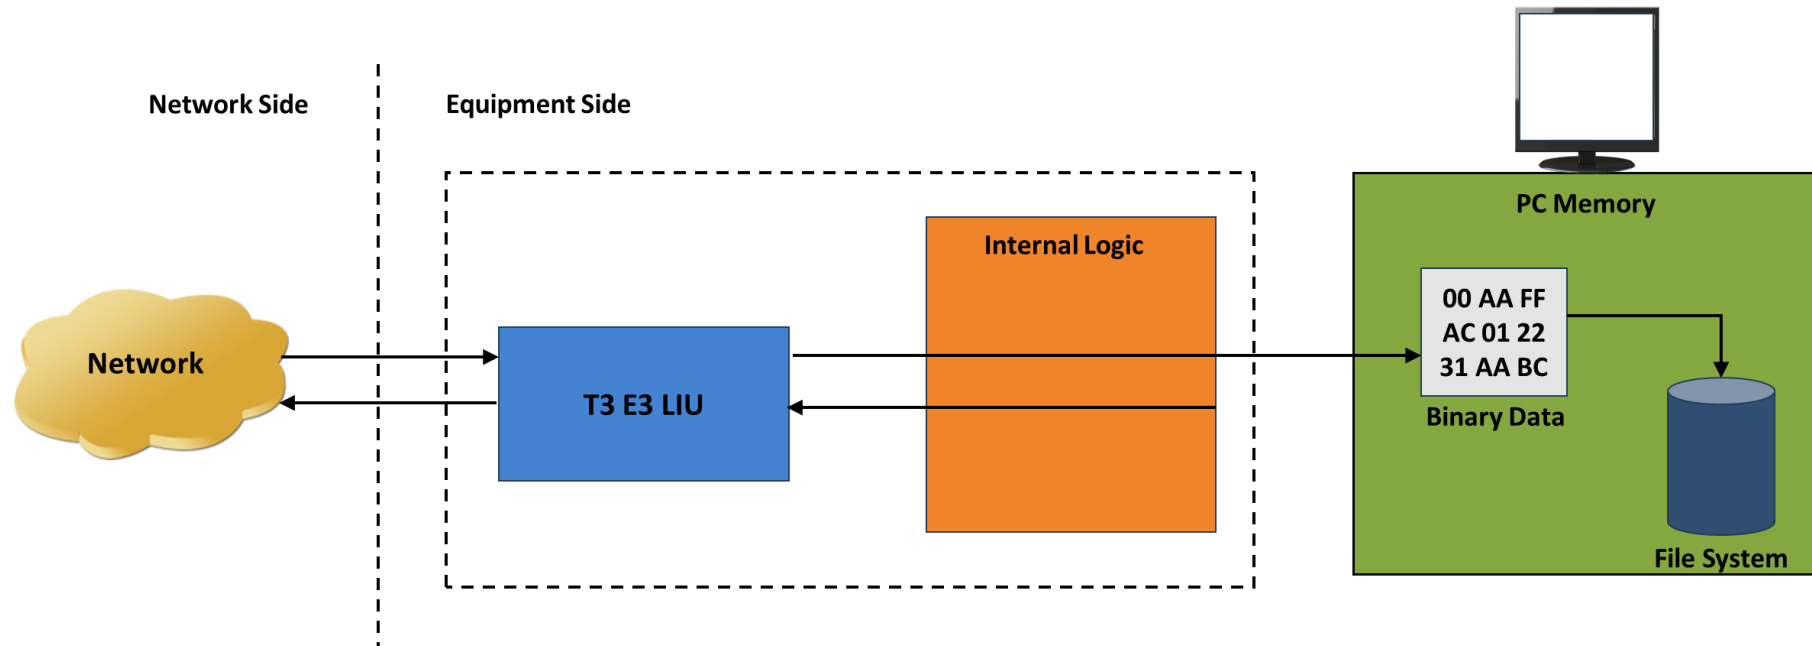 Network Side
Equipment Side
PC Memory
Internal Logic
00 AA FF
AC 01 22
31 AA BC
Network
T3 E3 LIU
Binary Data
File System